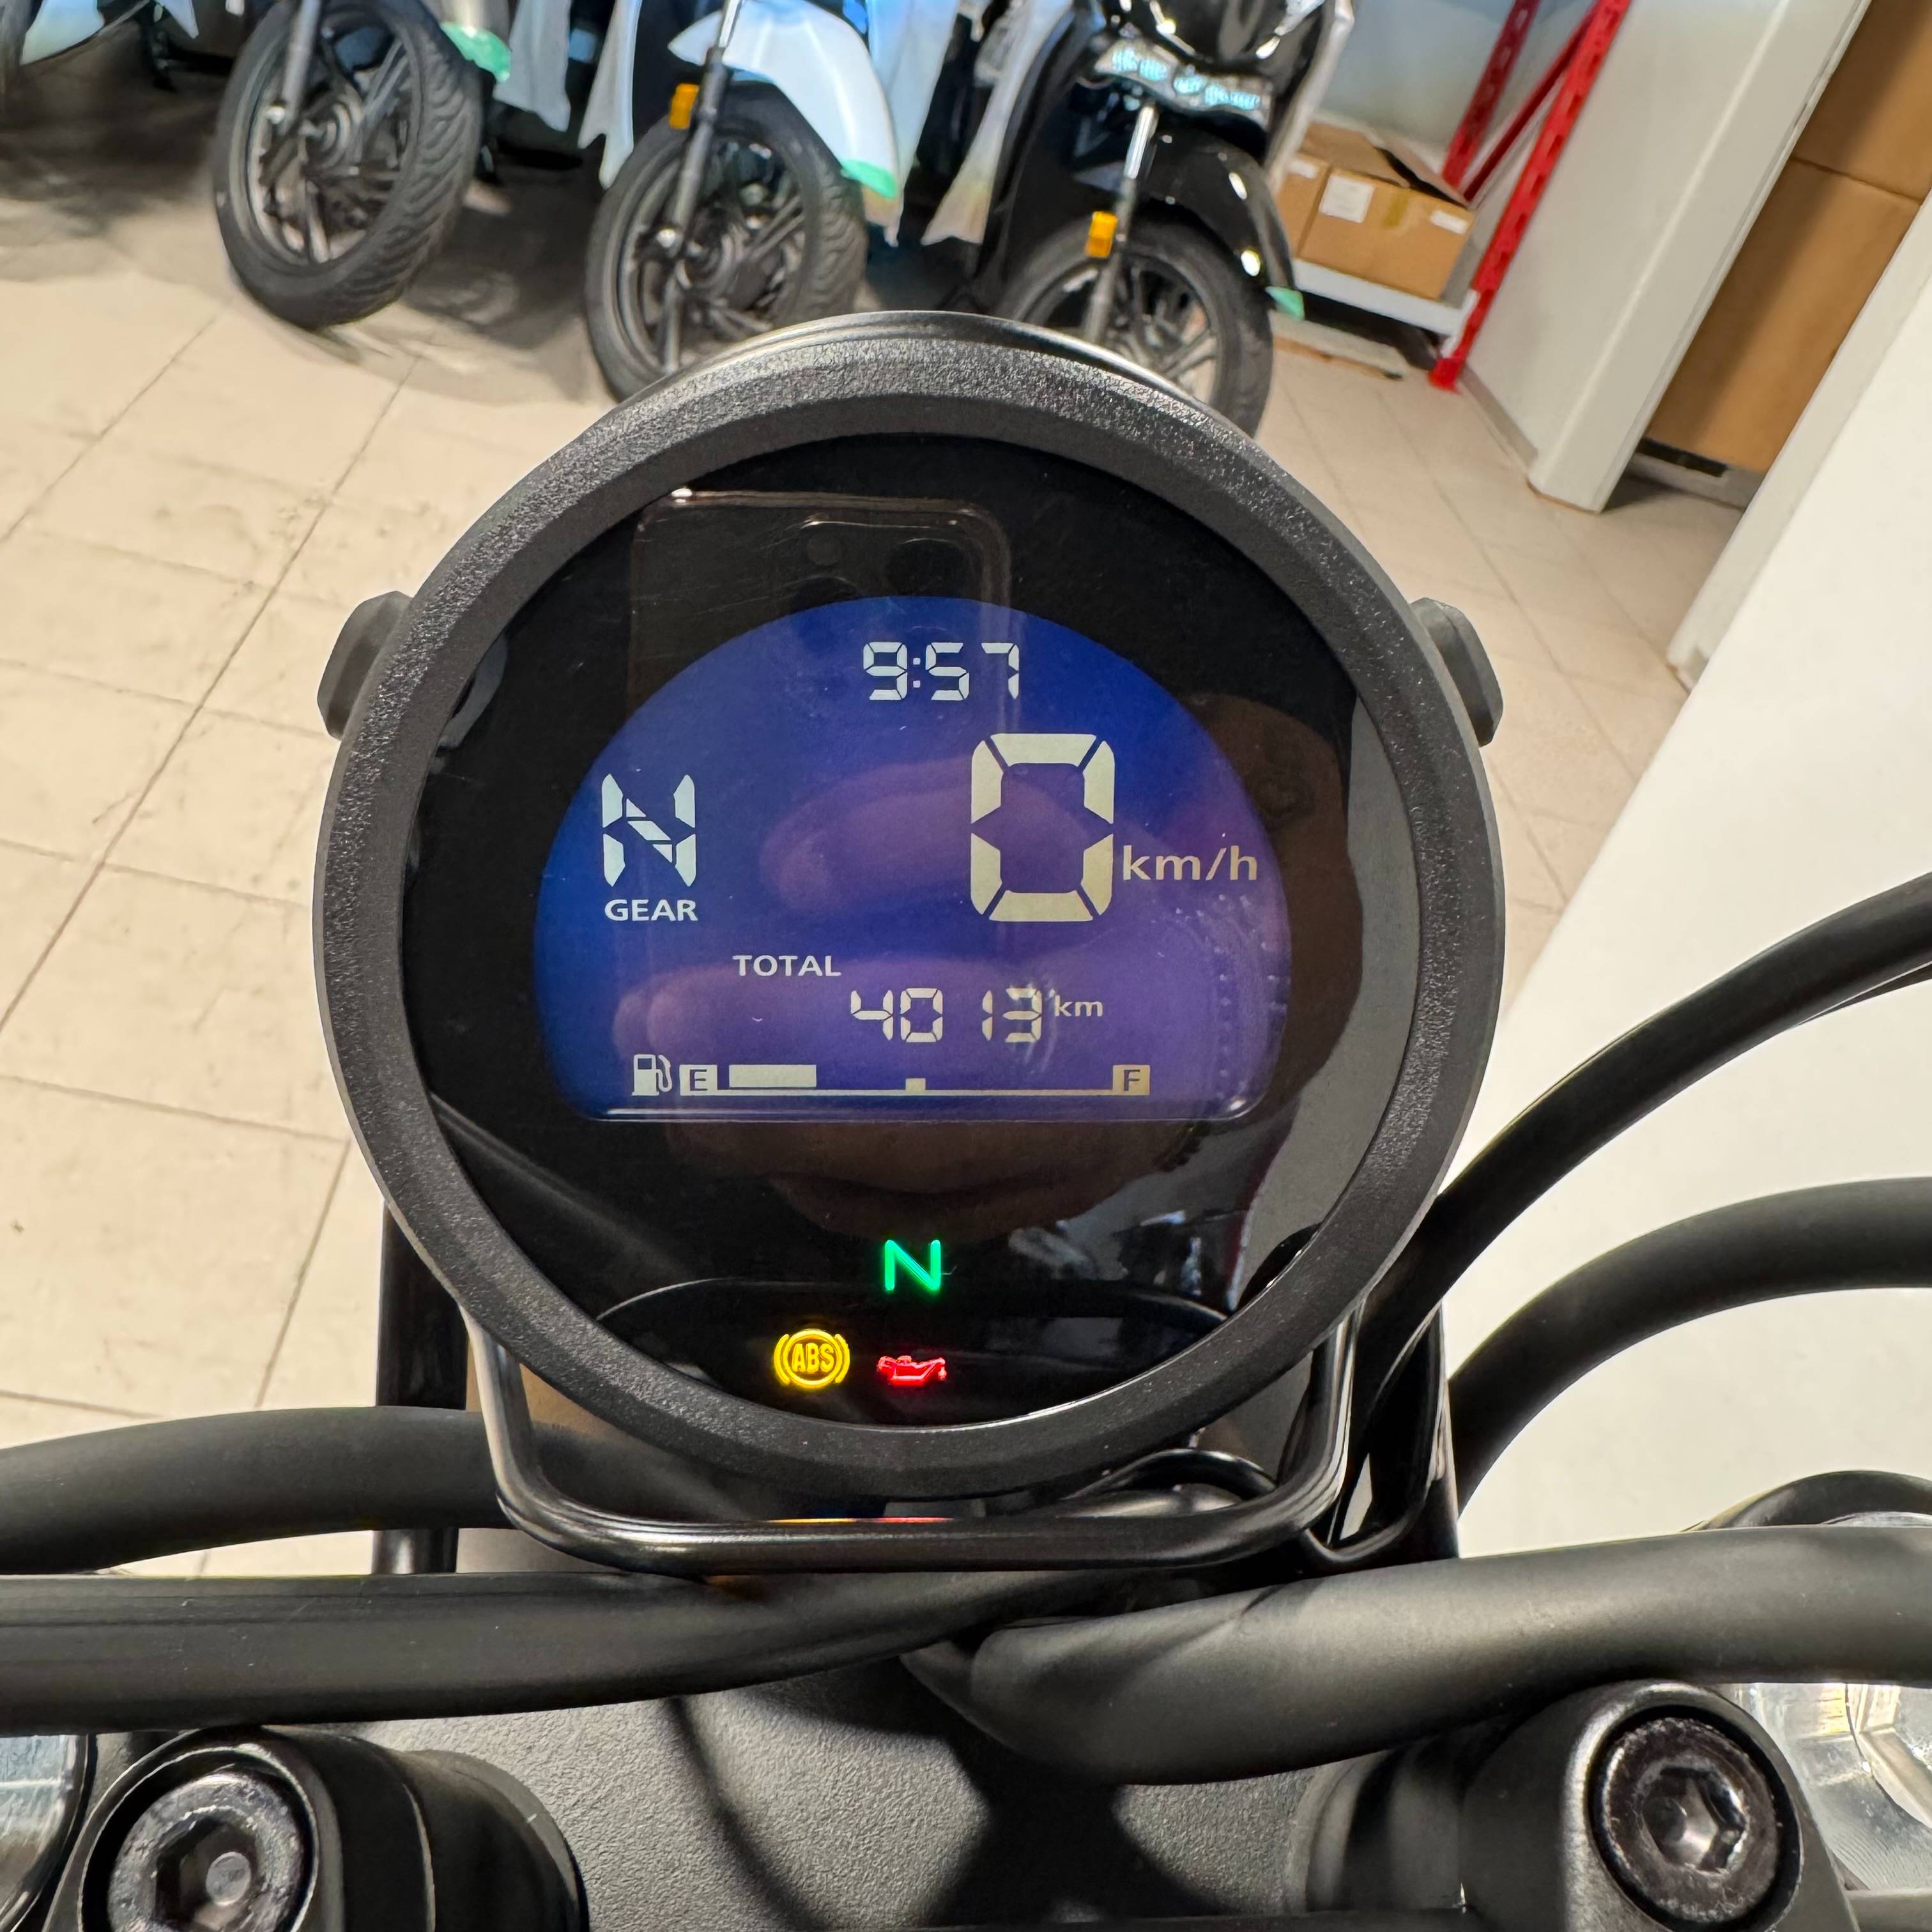 9:57
N
0 km/h
GEAR
TOTAL
4013 km
E F
N
ABS